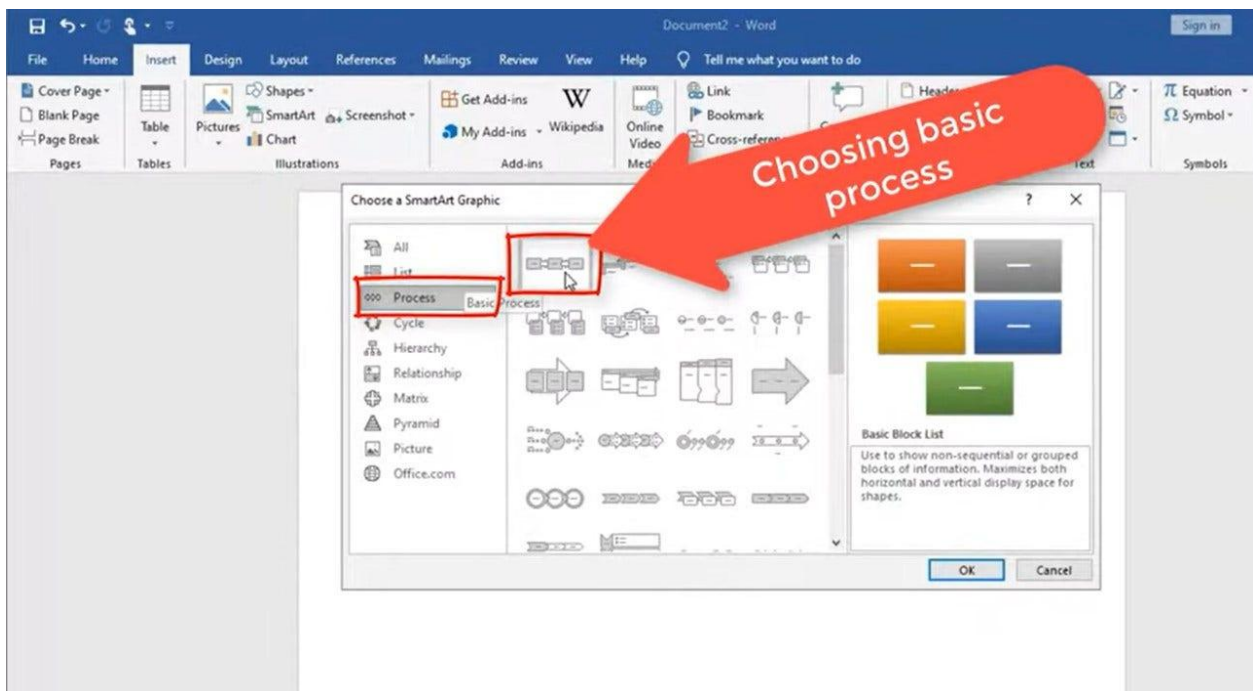 Document2 - Word
Sign in
File Home Insert Design Layout References Mailings Review View Help Tell me what you want to do
Cover Page
Blank Page
Page Break
Pages
Table
Tables
Pictures
Shapes
SmartArt
Chart
Screenshot
Illustrations
Get Add-ins
My Add-ins
W
Wikipedia
Add-ins
Online
Video
Link
Bookmark
Text
π Equation
Ω Symbol
Symbols
Choosing basic
process
Choose a SmartArt Graphic
?
All
List
Process
Cycle
Hierarchy
Relationship
Matrix
Pyramid
Picture
Office.com
Basic Process
Basic Block List
Use to show non-sequential or grouped
blocks of information. Maximizes both
horizontal and vertical display space for
shapes.
OK
Cancel